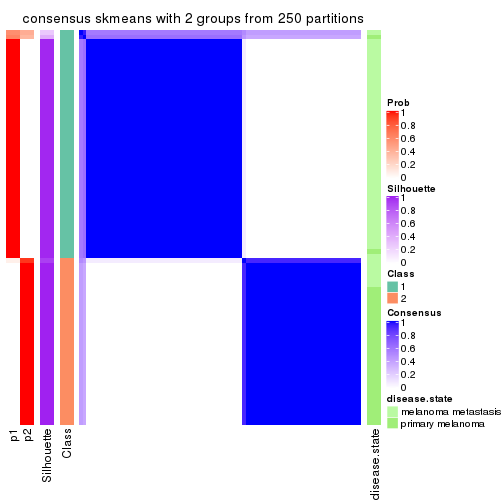 consensus skmeans with 2 groups from 250 partitions
Prob
1
0.8
0.6
0.4
0.2
0
Silhouette
1
0.8
0.6
0.4
0.2
0
Class
1
2
Consensus
1
0.8
0.6
0.4
0.2
0
disease.state
melanoma metastasis
primary melanoma
p1
p2
Silhouette
Class
disease.state